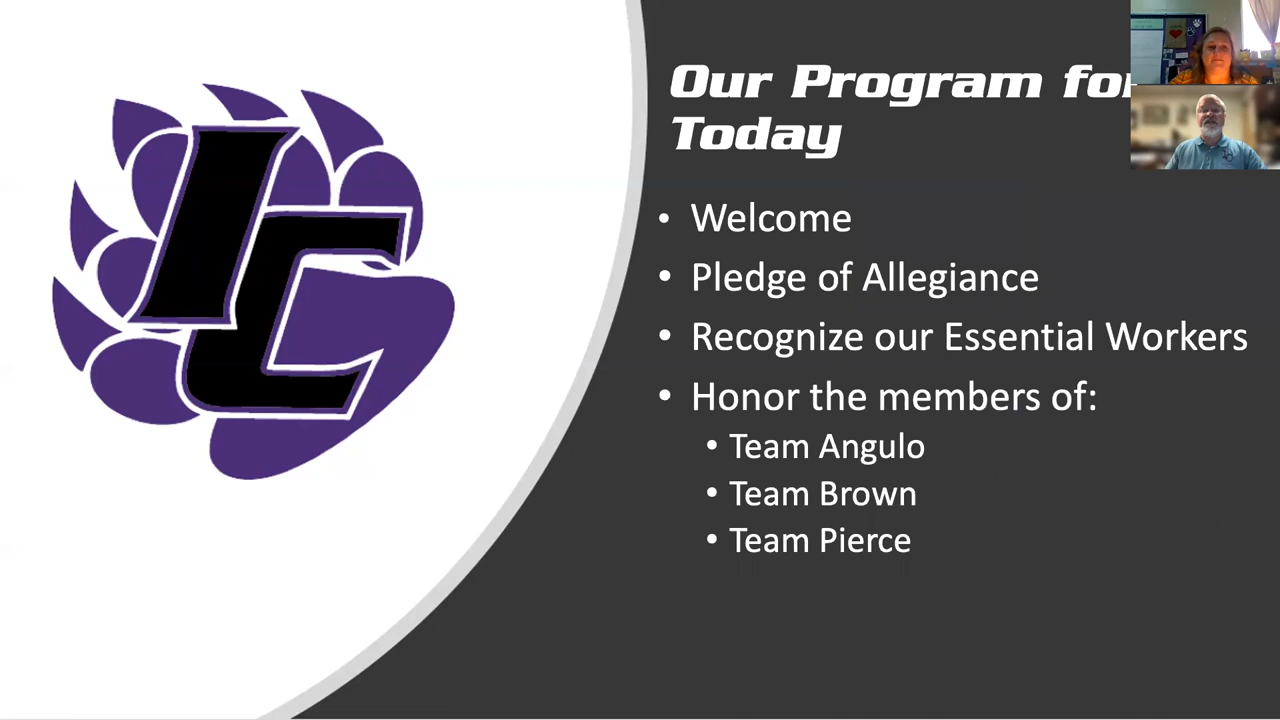 IC
Our Program for
Today
• Welcome
• Pledge of Allegiance
• Recognize our Essential Workers
• Honor the members of:
• Team Angulo
• Team Brown
• Team Pierce